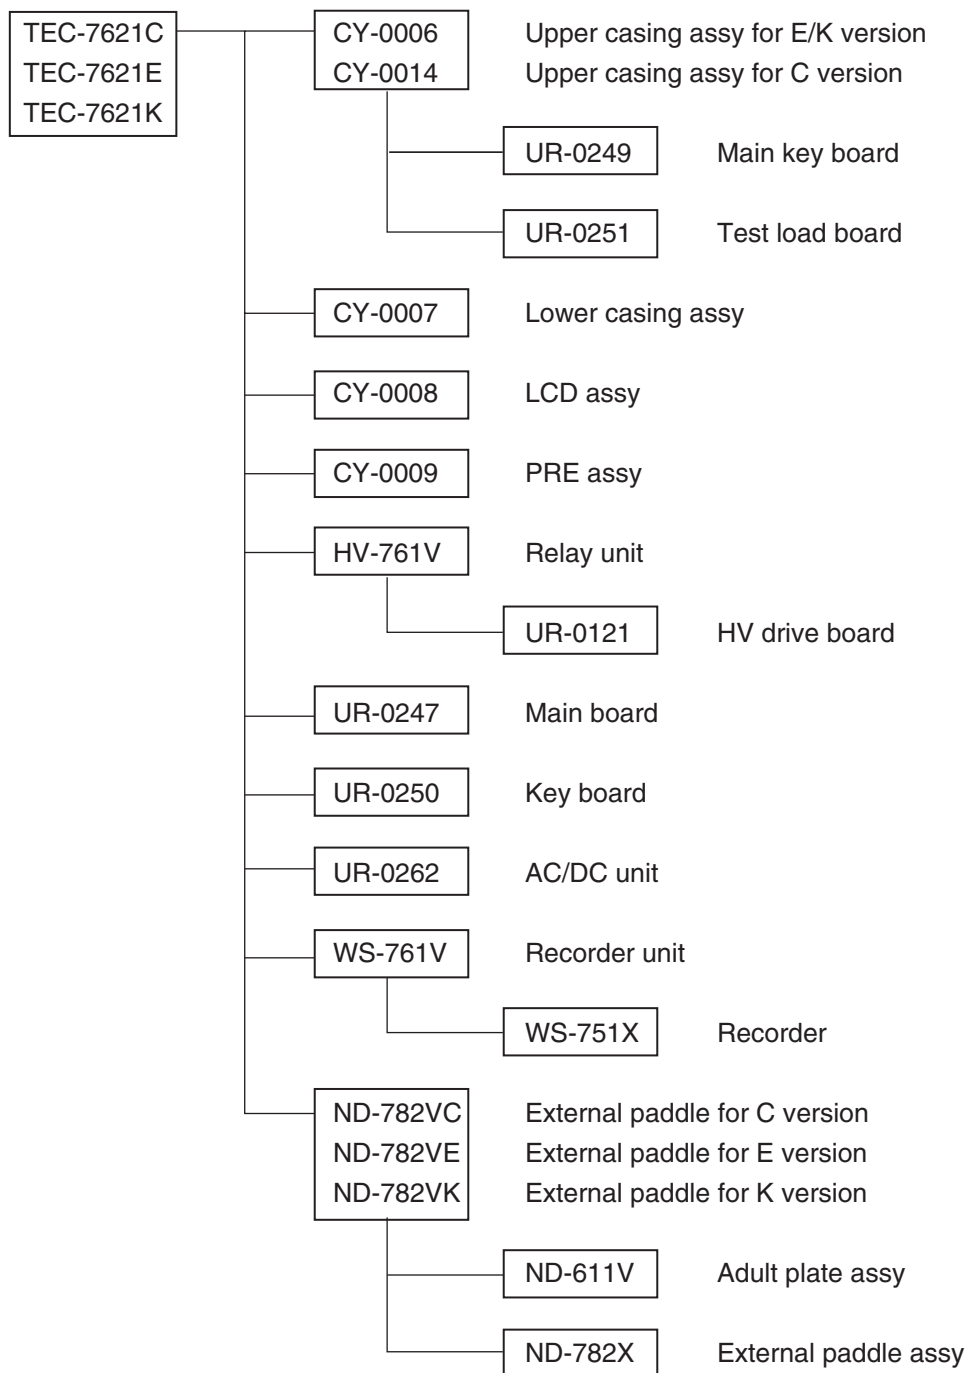 TEC-7621C CY-0006 Upper casing assy for E/K version
TEC-7621E CY-0014 Upper casing assy for C version
TEC-7621K
UR-0249 Main key board
UR-0251 Test load board
CY-0007 Lower casing assy
CY-0008 LCD assy
CY-0009 PRE assy
HV-761V Relay unit
UR-0121 HV drive board
UR-0247 Main board
UR-0250 Key board
UR-0262 AC/DC unit
WS-761V Recorder unit
WS-751X Recorder
ND-782VC External paddle for C version
ND-782VE External paddle for E version
ND-782VK External paddle for K version
ND-611V Adult plate assy
ND-782X External paddle assy